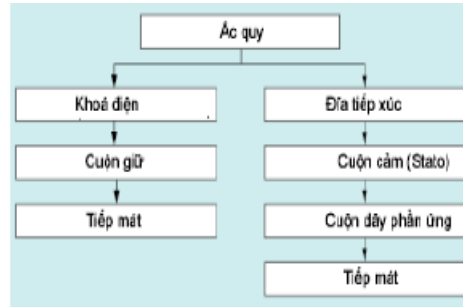 Ắc quy
Khoá điện
Đĩa tiếp xúc
Cuộn giữ
Cuộn cảm (Stato)
Tiếp mát
Cuộn dây phần ứng
Tiếp mát